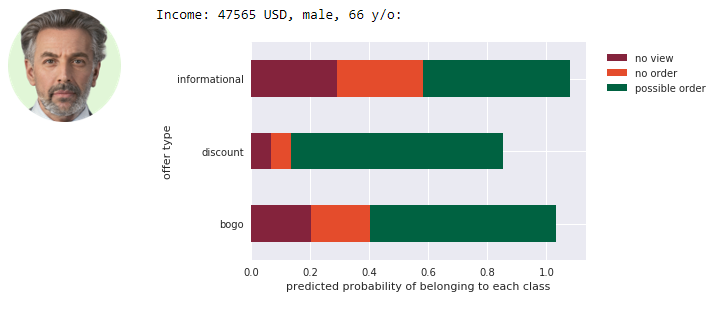 Income: 47565 USD, male, 66 y/o:
no view
no order
possible order
offer type
informational
discount
bogo
0.0 0.2 0.4 0.6 0.8 1.0
predicted probability of belonging to each class